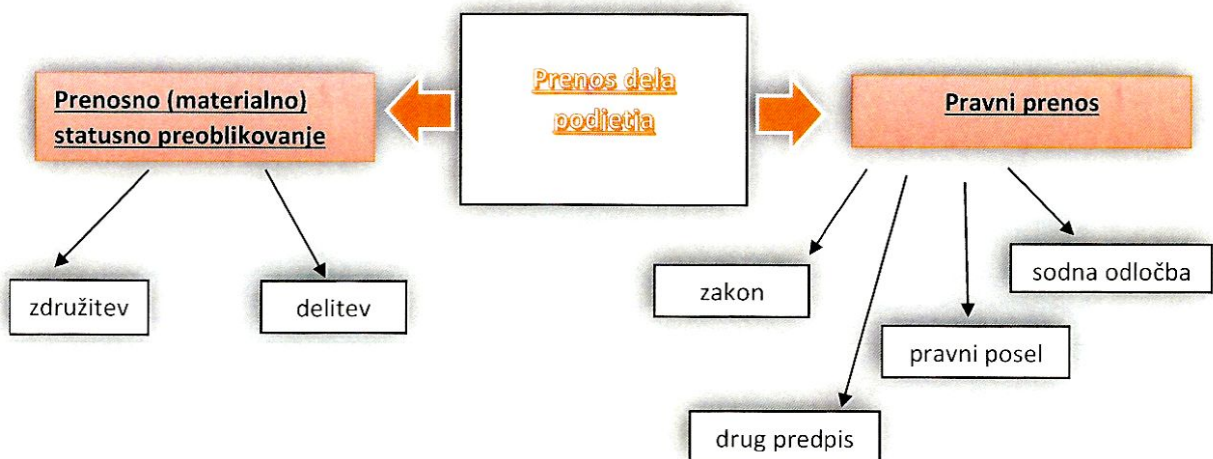 Prenos dela
podjetja
Prenosno (materialno)
statusno preoblikovanje
Pravni prenos
združitev
delitev
zakon
sodna odločba
pravni posel
drug predpis